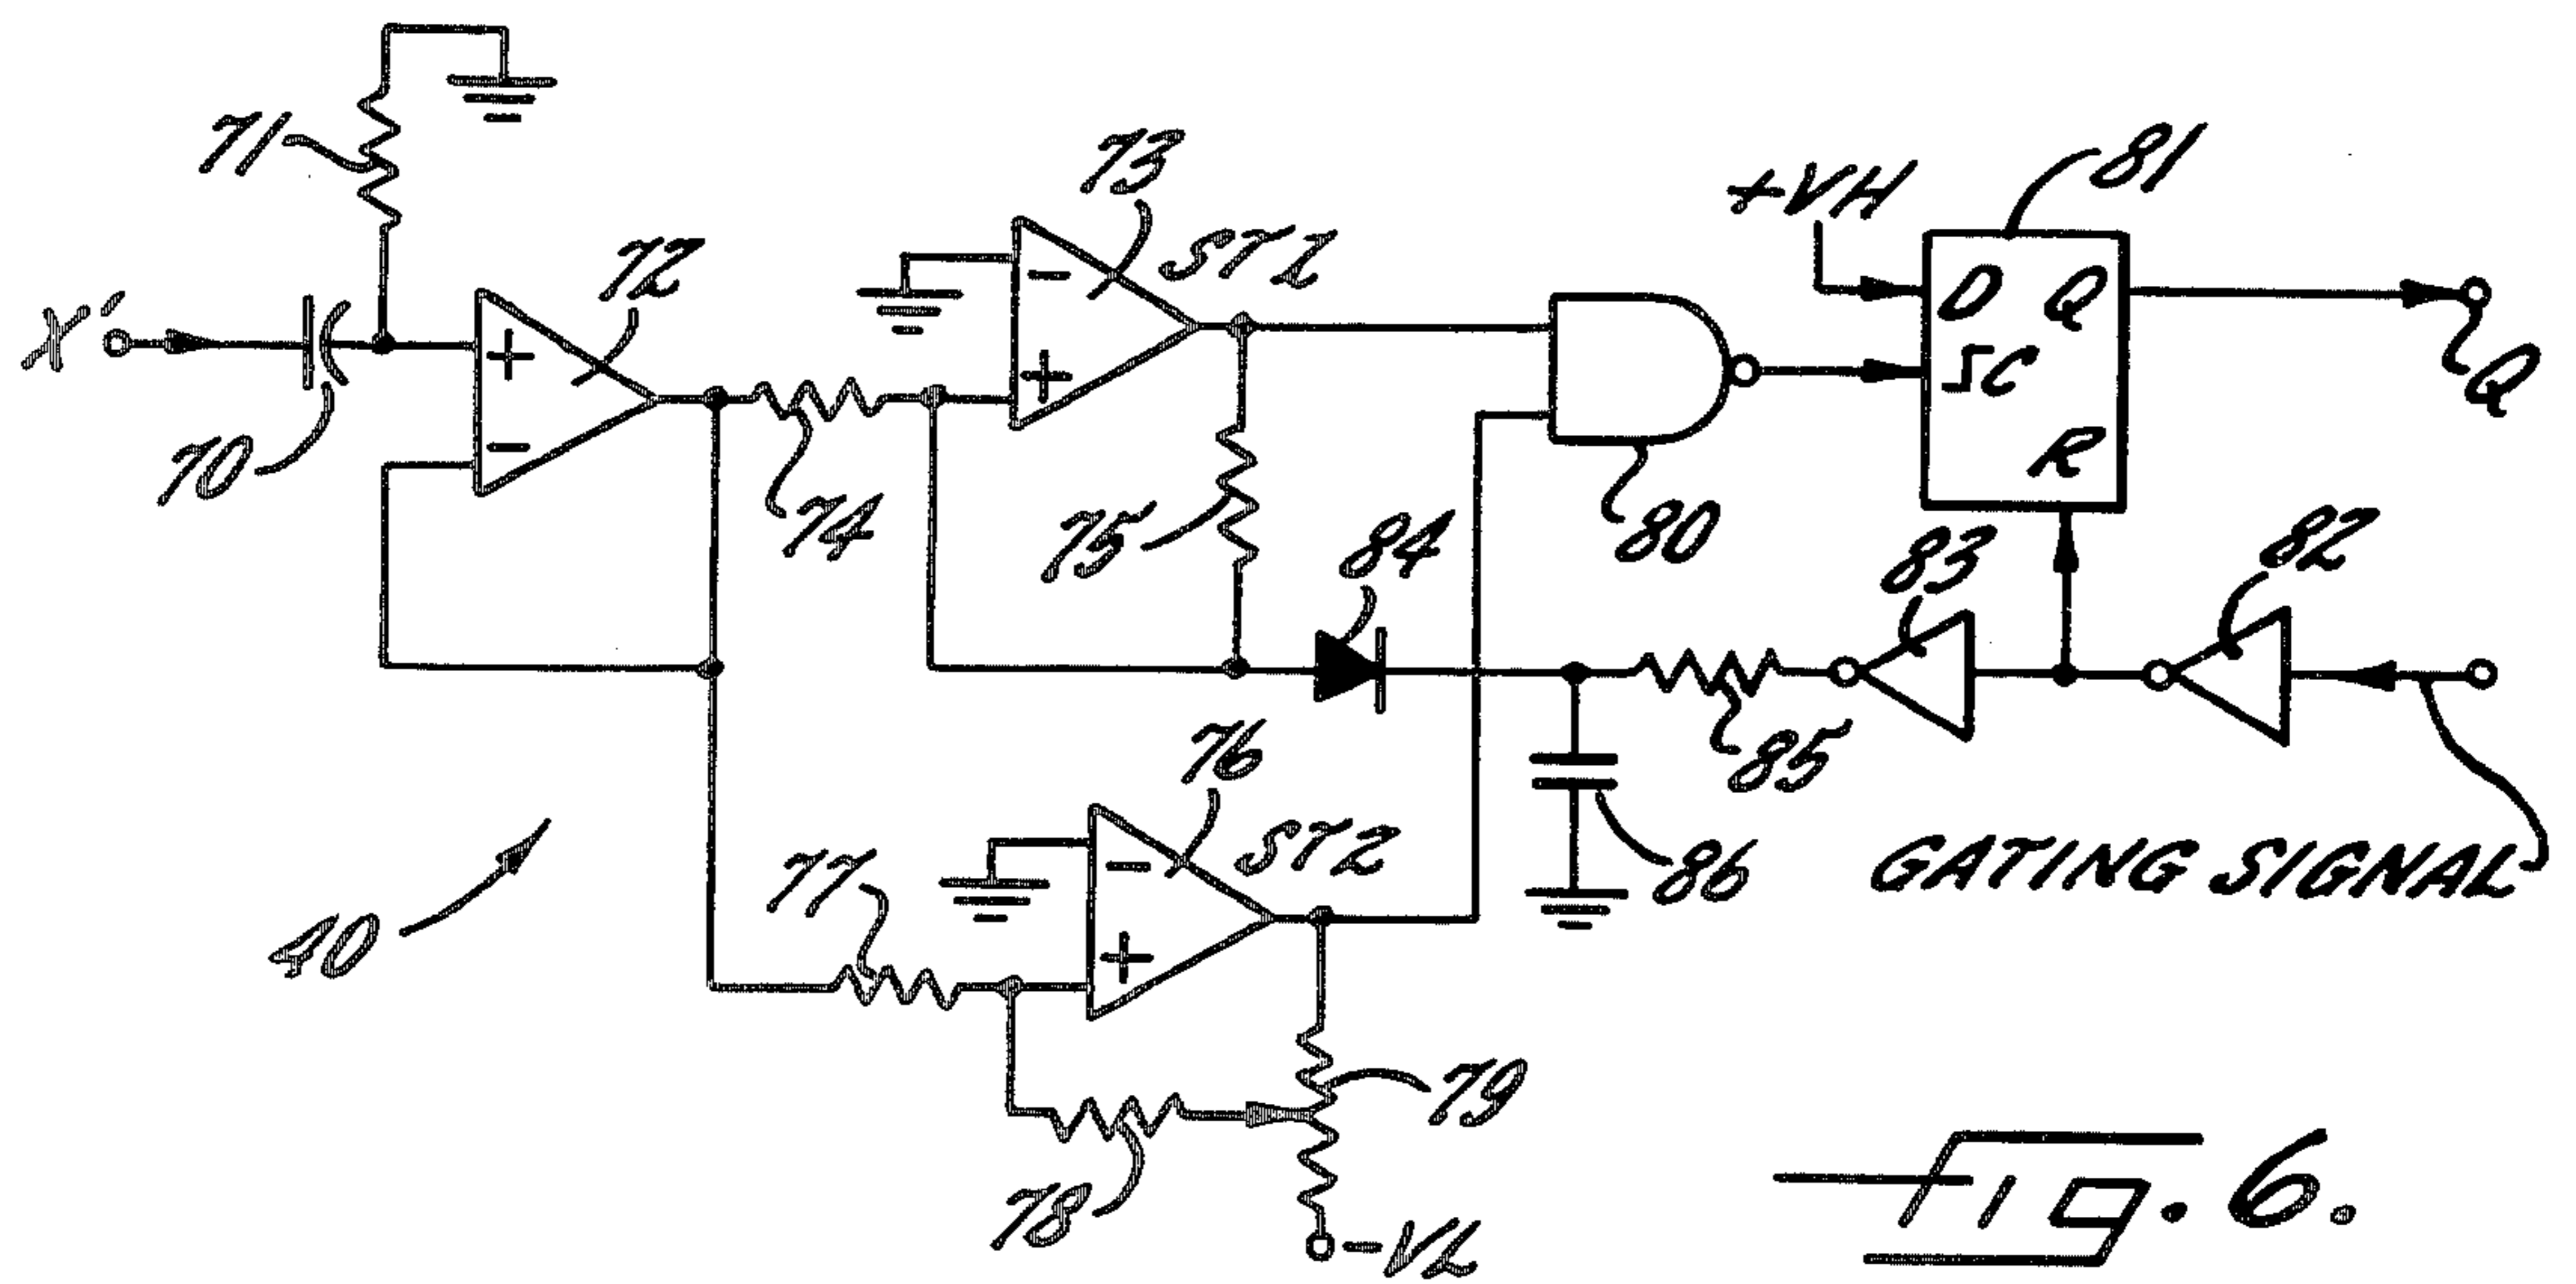 71
73
ST1
+VH
81
72
X'
+
-
-
+
D Q
C
R
Q
70
74
75
84
80
83
82
85
86
76
ST2
-
+
GATING SIGNAL
77
40
79
78
-VL
Fig. 6.